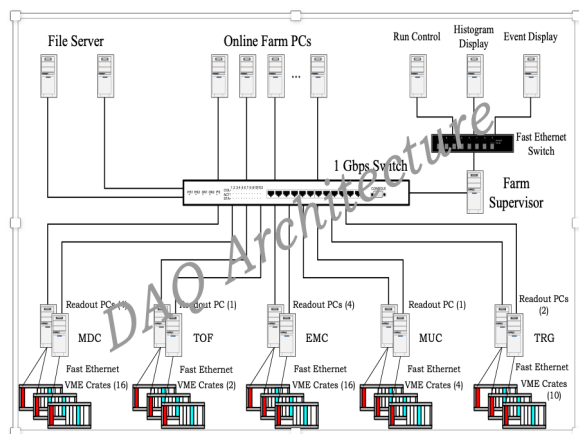 File Server
Online Farm PCs
Run Control
Histogram
Display
Event Display
...
Fast Ethernet
Switch
1 Gbps Switch
Farm
Supervisor
DAQ Architecture
Readout PCs (4)
Readout PC (1)
Readout PCs (4)
Readout PC (1)
Readout PCs
(2)
MDC
TOF
EMC
MUC
TRG
Fast Ethernet
Fast Ethernet
Fast Ethernet
Fast Ethernet
Fast Ethernet
VME Crates (16)
VME Crates (2)
VME Crates (16)
VME Crates (4)
VME Crates
(10)